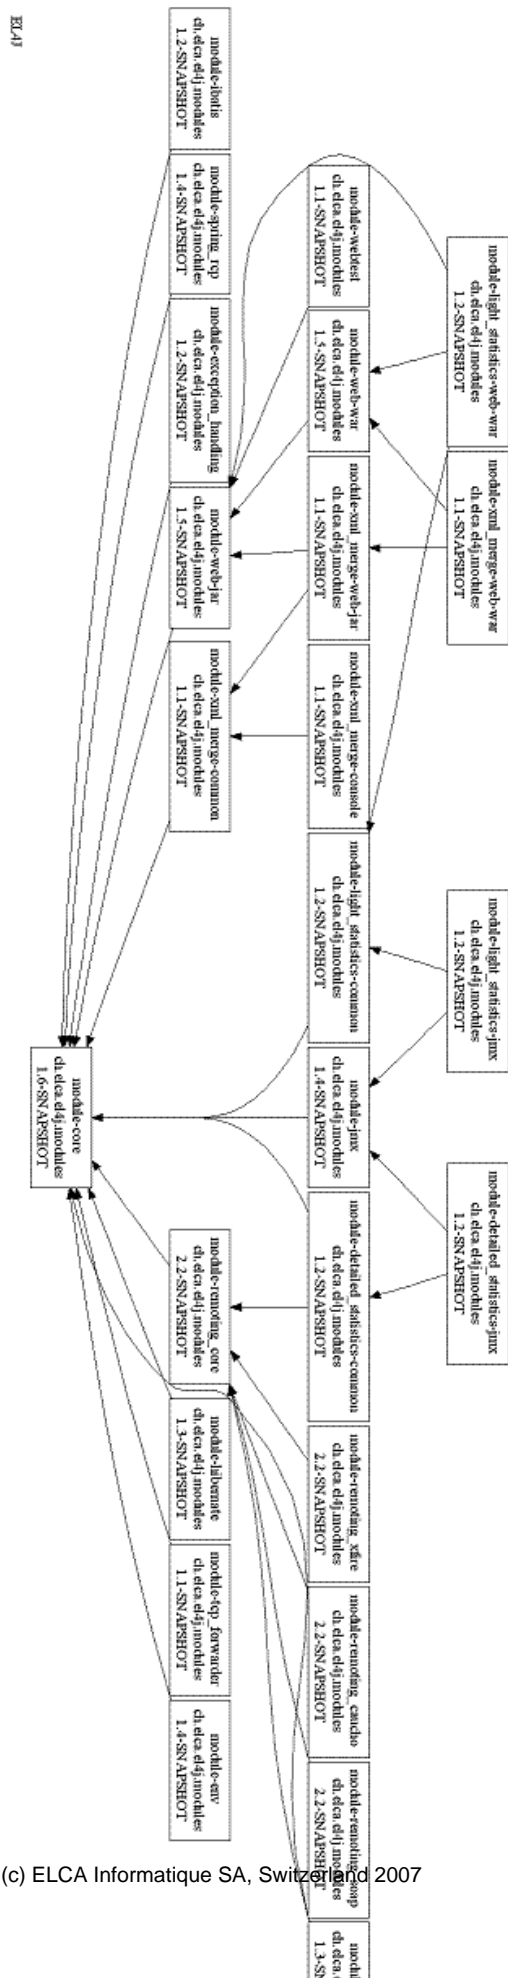 EL4J
module-light_statistics-web-war
ch.elca.el4j.modules
1.2-SNAPSHOT
module-xml_merge-web-war
ch.elca.el4j.modules
1.1-SNAPSHOT
module-light_statistics-jmx
ch.elca.el4j.modules
1.2-SNAPSHOT
module-detailed_statistics-jmx
ch.elca.el4j.modules
1.2-SNAPSHOT
module-webtest
ch.elca.el4j.modules
1.1-SNAPSHOT
module-web-war
ch.elca.el4j.modules
1.5-SNAPSHOT
module-xml_merge-web-jar
ch.elca.el4j.modules
1.1-SNAPSHOT
module-xml_merge-console
ch.elca.el4j.modules
1.1-SNAPSHOT
module-light_statistics-common
ch.elca.el4j.modules
1.2-SNAPSHOT
module-jmx
ch.elca.el4j.modules
1.4-SNAPSHOT
module-detailed_statistics-common
ch.elca.el4j.modules
1.2-SNAPSHOT
module-remoting_xfire
ch.elca.el4j.modules
2.2-SNAPSHOT
module-remoting_caucho
ch.elca.el4j.modules
2.2-SNAPSHOT
module-remoting_soap
ch.elca.el4j.modules
2.2-SNAPSHOT
module-ibatis
ch.elca.el4j.modules
1.2-SNAPSHOT
module-spring_rcp
ch.elca.el4j.modules
1.4-SNAPSHOT
module-exception_handling
ch.elca.el4j.modules
1.2-SNAPSHOT
module-web-jar
ch.elca.el4j.modules
1.5-SNAPSHOT
module-xml_merge-common
ch.elca.el4j.modules
1.1-SNAPSHOT
module-remoting_core
ch.elca.el4j.modules
2.2-SNAPSHOT
module-hibernate
ch.elca.el4j.modules
1.3-SNAPSHOT
module-tcp_forwarder
ch.elca.el4j.modules
1.1-SNAPSHOT
module-env
ch.elca.el4j.modules
1.4-SNAPSHOT
module-core
ch.elca.el4j.modules
1.6-SNAPSHOT
(c) ELCA Informatique SA, Switzerland 2007